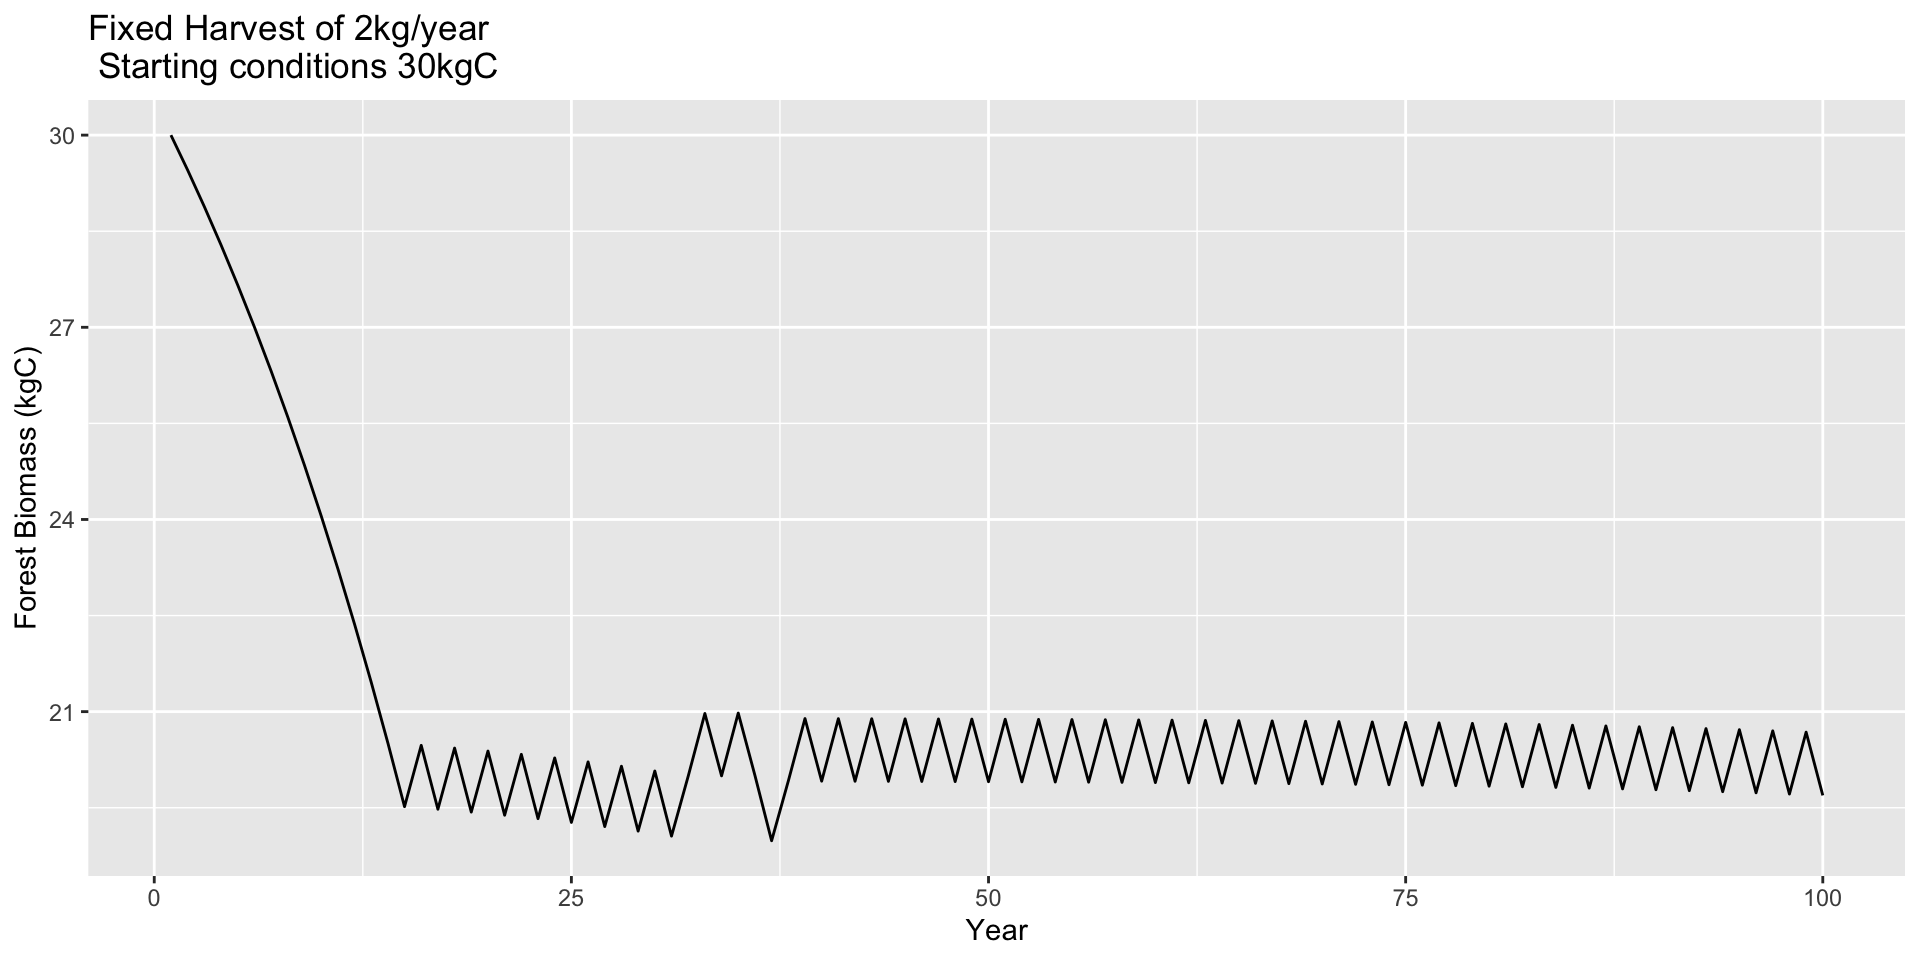 Fixed Harvest of 2kg/year
Starting conditions 30kgC
30
27
24
21
Forest Biomass (kgC)
0 25 50 75 100
Year